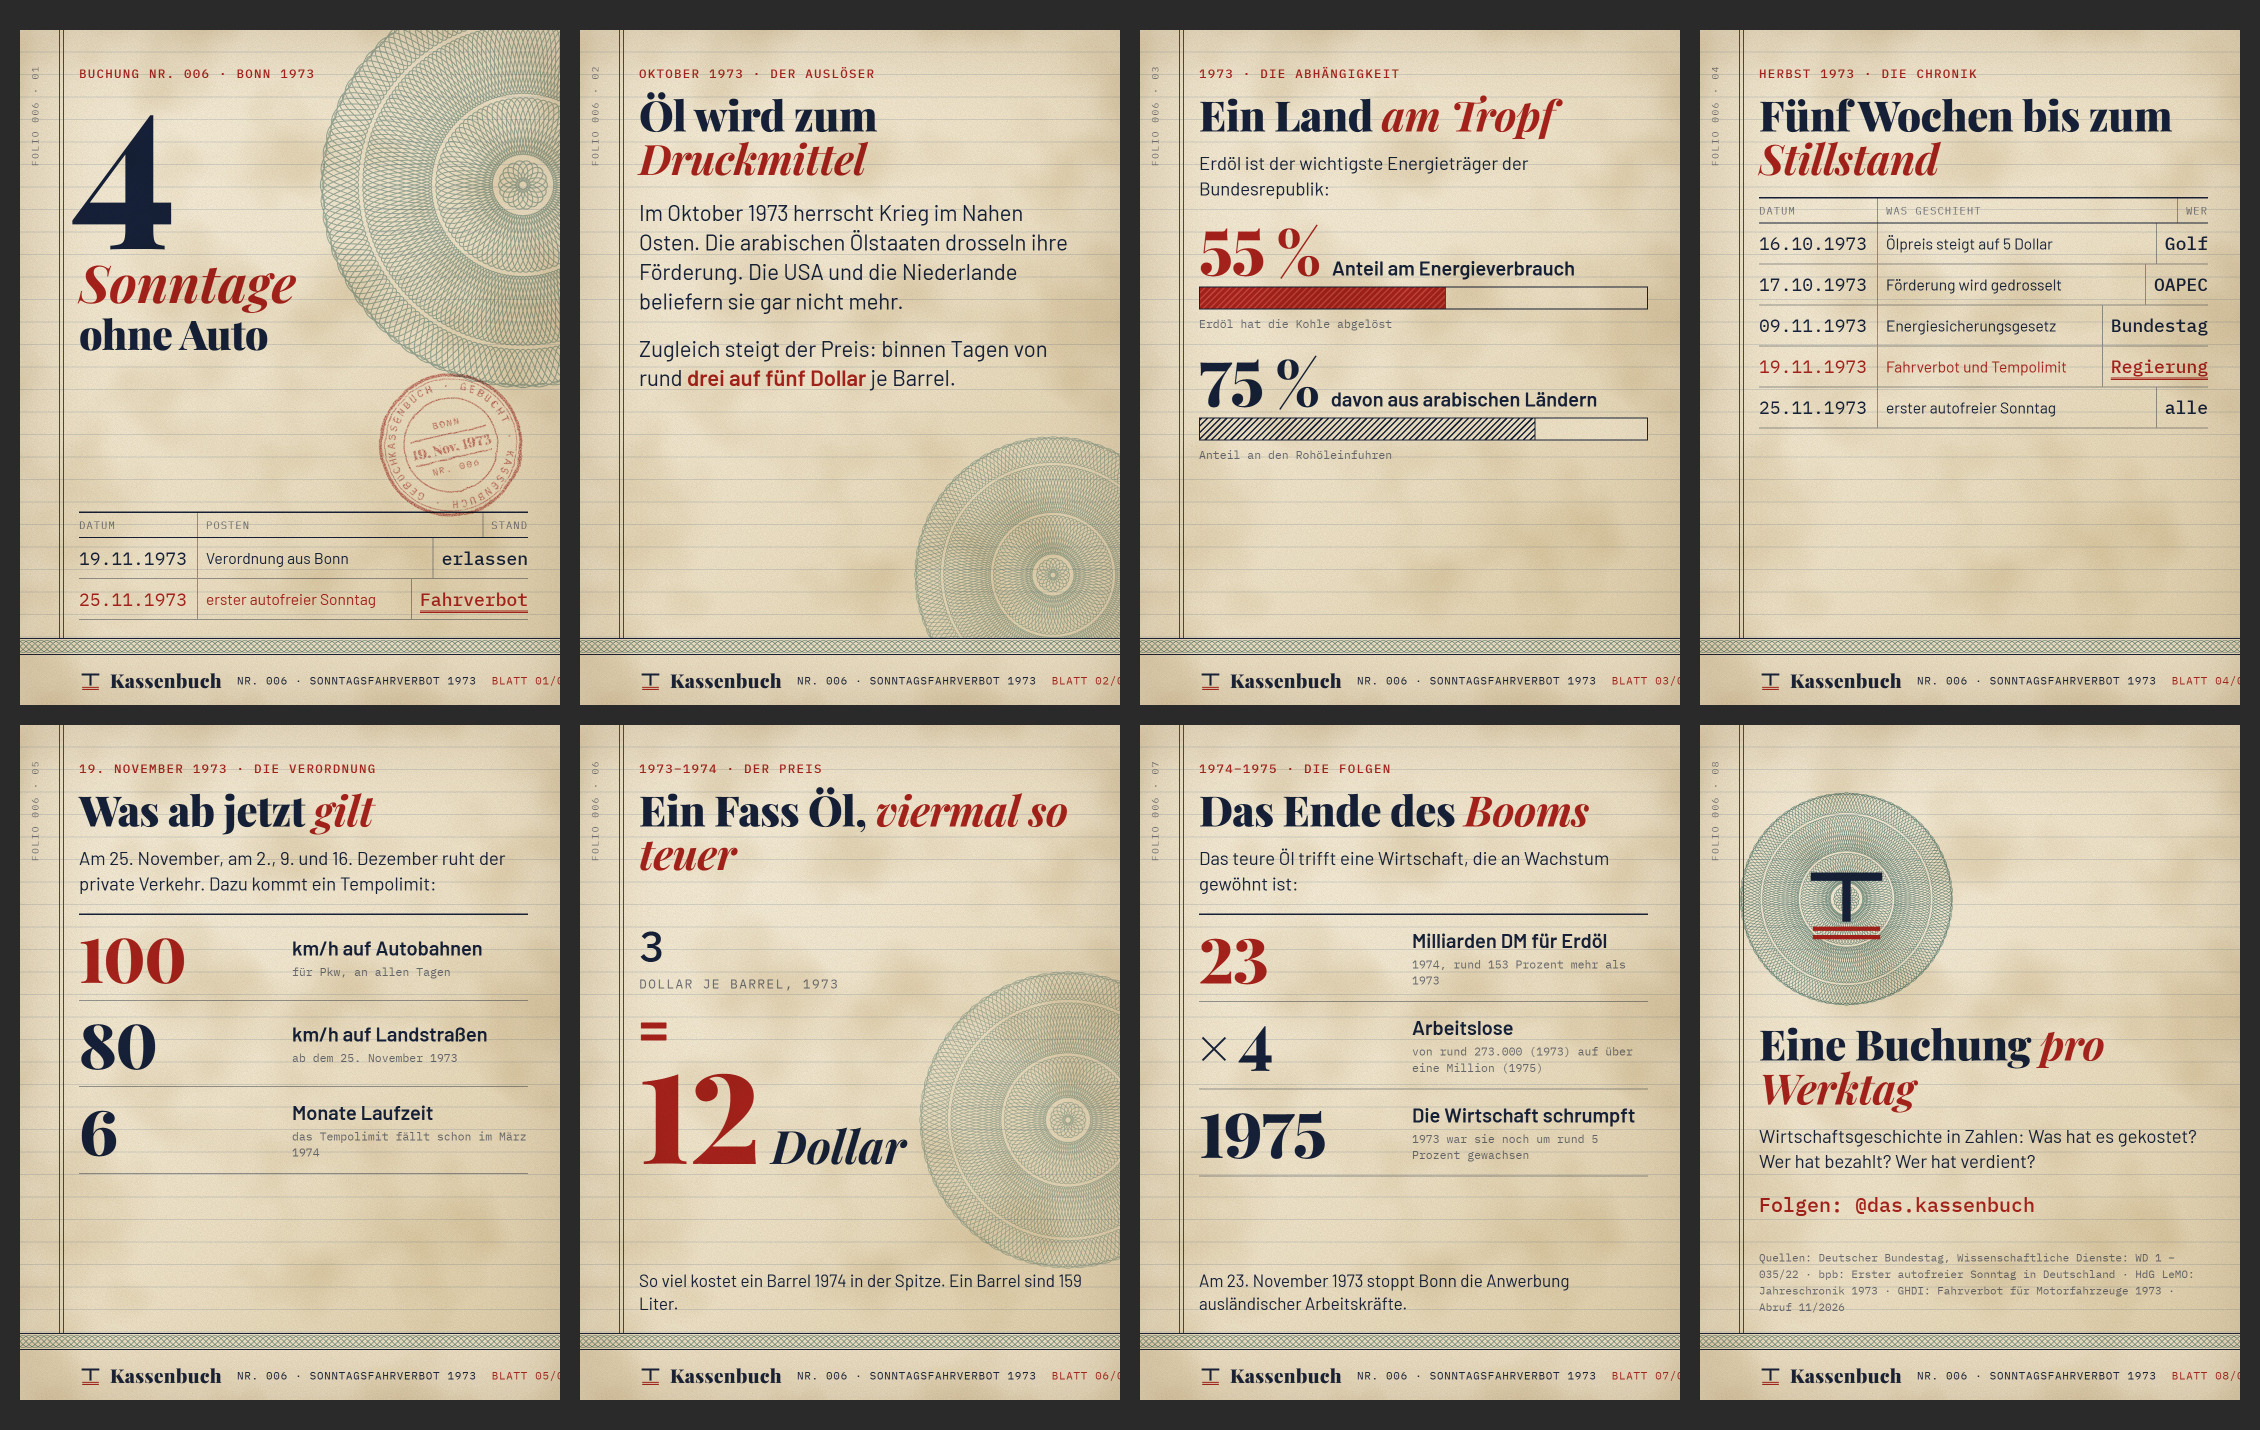 FOLIO 006 · 01
BUCHUNG NR. 006 · BONN 1973
4
Sonntage
ohne Auto
GEBUCHT · KASSENBUCH · GEBUCHT · KASSENBUCH
BONN
19. Nov. 1973
NR. 006
DATUM POSTEN STAND
19.11.1973 Verordnung aus Bonn erlassen
25.11.1973 erster autofreier Sonntag Fahrverbot
Kassenbuch NR. 006 · SONNTAGSFAHRVERBOT 1973 BLATT 01/
FOLIO 006 · 02
OKTOBER 1973 · DER AUSLÖSER
Öl wird zum
Druckmittel
Im Oktober 1973 herrscht Krieg im Nahen
Osten. Die arabischen Ölstaaten drosseln ihre
Förderung. Die USA und die Niederlande
beliefern sie gar nicht mehr.
Zugleich steigt der Preis: binnen Tagen von
rund drei auf fünf Dollar je Barrel.
Kassenbuch NR. 006 · SONNTAGSFAHRVERBOT 1973 BLATT 02/
FOLIO 006 · 03
1973 · DIE ABHÄNGIGKEIT
Ein Land am Tropf
Erdöl ist der wichtigste Energieträger der
Bundesrepublik:
55 % Anteil am Energieverbrauch
Erdöl hat die Kohle abgelöst
75 % davon aus arabischen Ländern
Anteil an den Rohöleinfuhren
Kassenbuch NR. 006 · SONNTAGSFAHRVERBOT 1973 BLATT 03/
FOLIO 006 · 04
HERBST 1973 · DIE CHRONIK
Fünf Wochen bis zum
Stillstand
DATUM WAS GESCHIEHT WER
16.10.1973 Ölpreis steigt auf 5 Dollar Golf
17.10.1973 Förderung wird gedrosselt OAPEC
09.11.1973 Energiesicherungsgesetz Bundestag
19.11.1973 Fahrverbot und Tempolimit Regierung
25.11.1973 erster autofreier Sonntag alle
Kassenbuch NR. 006 · SONNTAGSFAHRVERBOT 1973 BLATT 04/
FOLIO 006 · 05
19. NOVEMBER 1973 · DIE VERORDNUNG
Was ab jetzt gilt
Am 25. November, am 2., 9. und 16. Dezember ruht der
private Verkehr. Dazu kommt ein Tempolimit:
100 km/h auf Autobahnen
für Pkw, an allen Tagen
80 km/h auf Landstraßen
ab dem 25. November 1973
6 Monate Laufzeit
das Tempolimit fällt schon im März
1974
Kassenbuch NR. 006 · SONNTAGSFAHRVERBOT 1973 BLATT 05/
FOLIO 006 · 06
1973–1974 · DER PREIS
Ein Fass Öl, viermal so
teuer
3
DOLLAR JE BARREL, 1973
=
12 Dollar
So viel kostet ein Barrel 1974 in der Spitze. Ein Barrel sind 159
Liter.
Kassenbuch NR. 006 · SONNTAGSFAHRVERBOT 1973 BLATT 06/
FOLIO 006 · 07
1974–1975 · DIE FOLGEN
Das Ende des Booms
Das teure Öl trifft eine Wirtschaft, die an Wachstum
gewöhnt ist:
23 Milliarden DM für Erdöl
1974, rund 153 Prozent mehr als
1973
× 4 Arbeitslose
von rund 273.000 (1973) auf über
eine Million (1975)
1975 Die Wirtschaft schrumpft
1973 war sie noch um rund 5
Prozent gewachsen
Am 23. November 1973 stoppt Bonn die Anwerbung
ausländischer Arbeitskräfte.
Kassenbuch NR. 006 · SONNTAGSFAHRVERBOT 1973 BLATT 07/
FOLIO 006 · 08
Eine Buchung pro
Werktag
Wirtschaftsgeschichte in Zahlen: Was hat es gekostet?
Wer hat bezahlt? Wer hat verdient?
Folgen: @das.kassenbuch
Quellen: Deutscher Bundestag, Wissenschaftliche Dienste: WD 1 –
035/22 · bpb: Erster autofreier Sonntag in Deutschland · HdG LeMO:
Jahreschronik 1973 · GHDI: Fahrverbot für Motorfahrzeuge 1973 ·
Abruf 11/2026
Kassenbuch NR. 006 · SONNTAGSFAHRVERBOT 1973 BLATT 08/